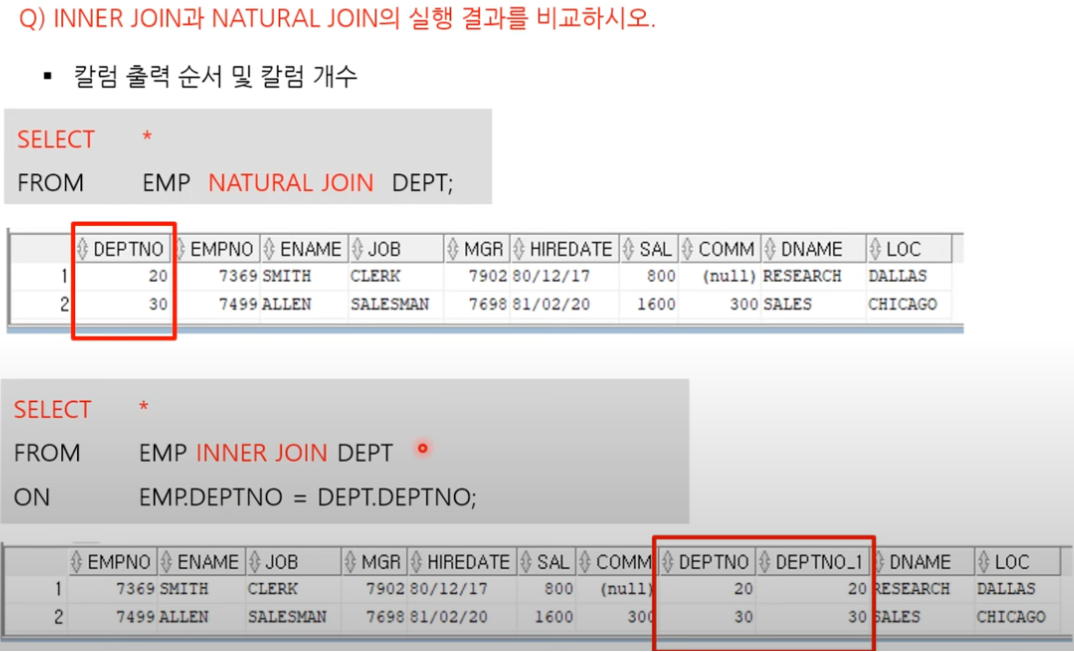 Q) INNER JOIN과 NATURAL JOIN의 실행 결과를 비교하시오.
▪ 칼럼 출력 순서 및 칼럼 개수
SELECT *
FROM EMP NATURAL JOIN DEPT;
DEPTNO EMPNO ENAME JOB MGR HIREDATE SAL COMM DNAME LOC
1 20 7369 SMITH CLERK 7902 80/12/17 800 (null) RESEARCH DALLAS
2 30 7499 ALLEN SALESMAN 7698 81/02/20 1600 300 SALES CHICAGO
SELECT *
FROM EMP INNER JOIN DEPT
ON EMP.DEPTNO = DEPT.DEPTNO;
EMPNO ENAME JOB MGR HIREDATE SAL COMM DEPTNO DEPTNO_1 DNAME LOC
1 7369 SMITH CLERK 7902 80/12/17 800 (null) 20 20 RESEARCH DALLAS
2 7499 ALLEN SALESMAN 7698 81/02/20 1600 300 30 30 SALES CHICAGO